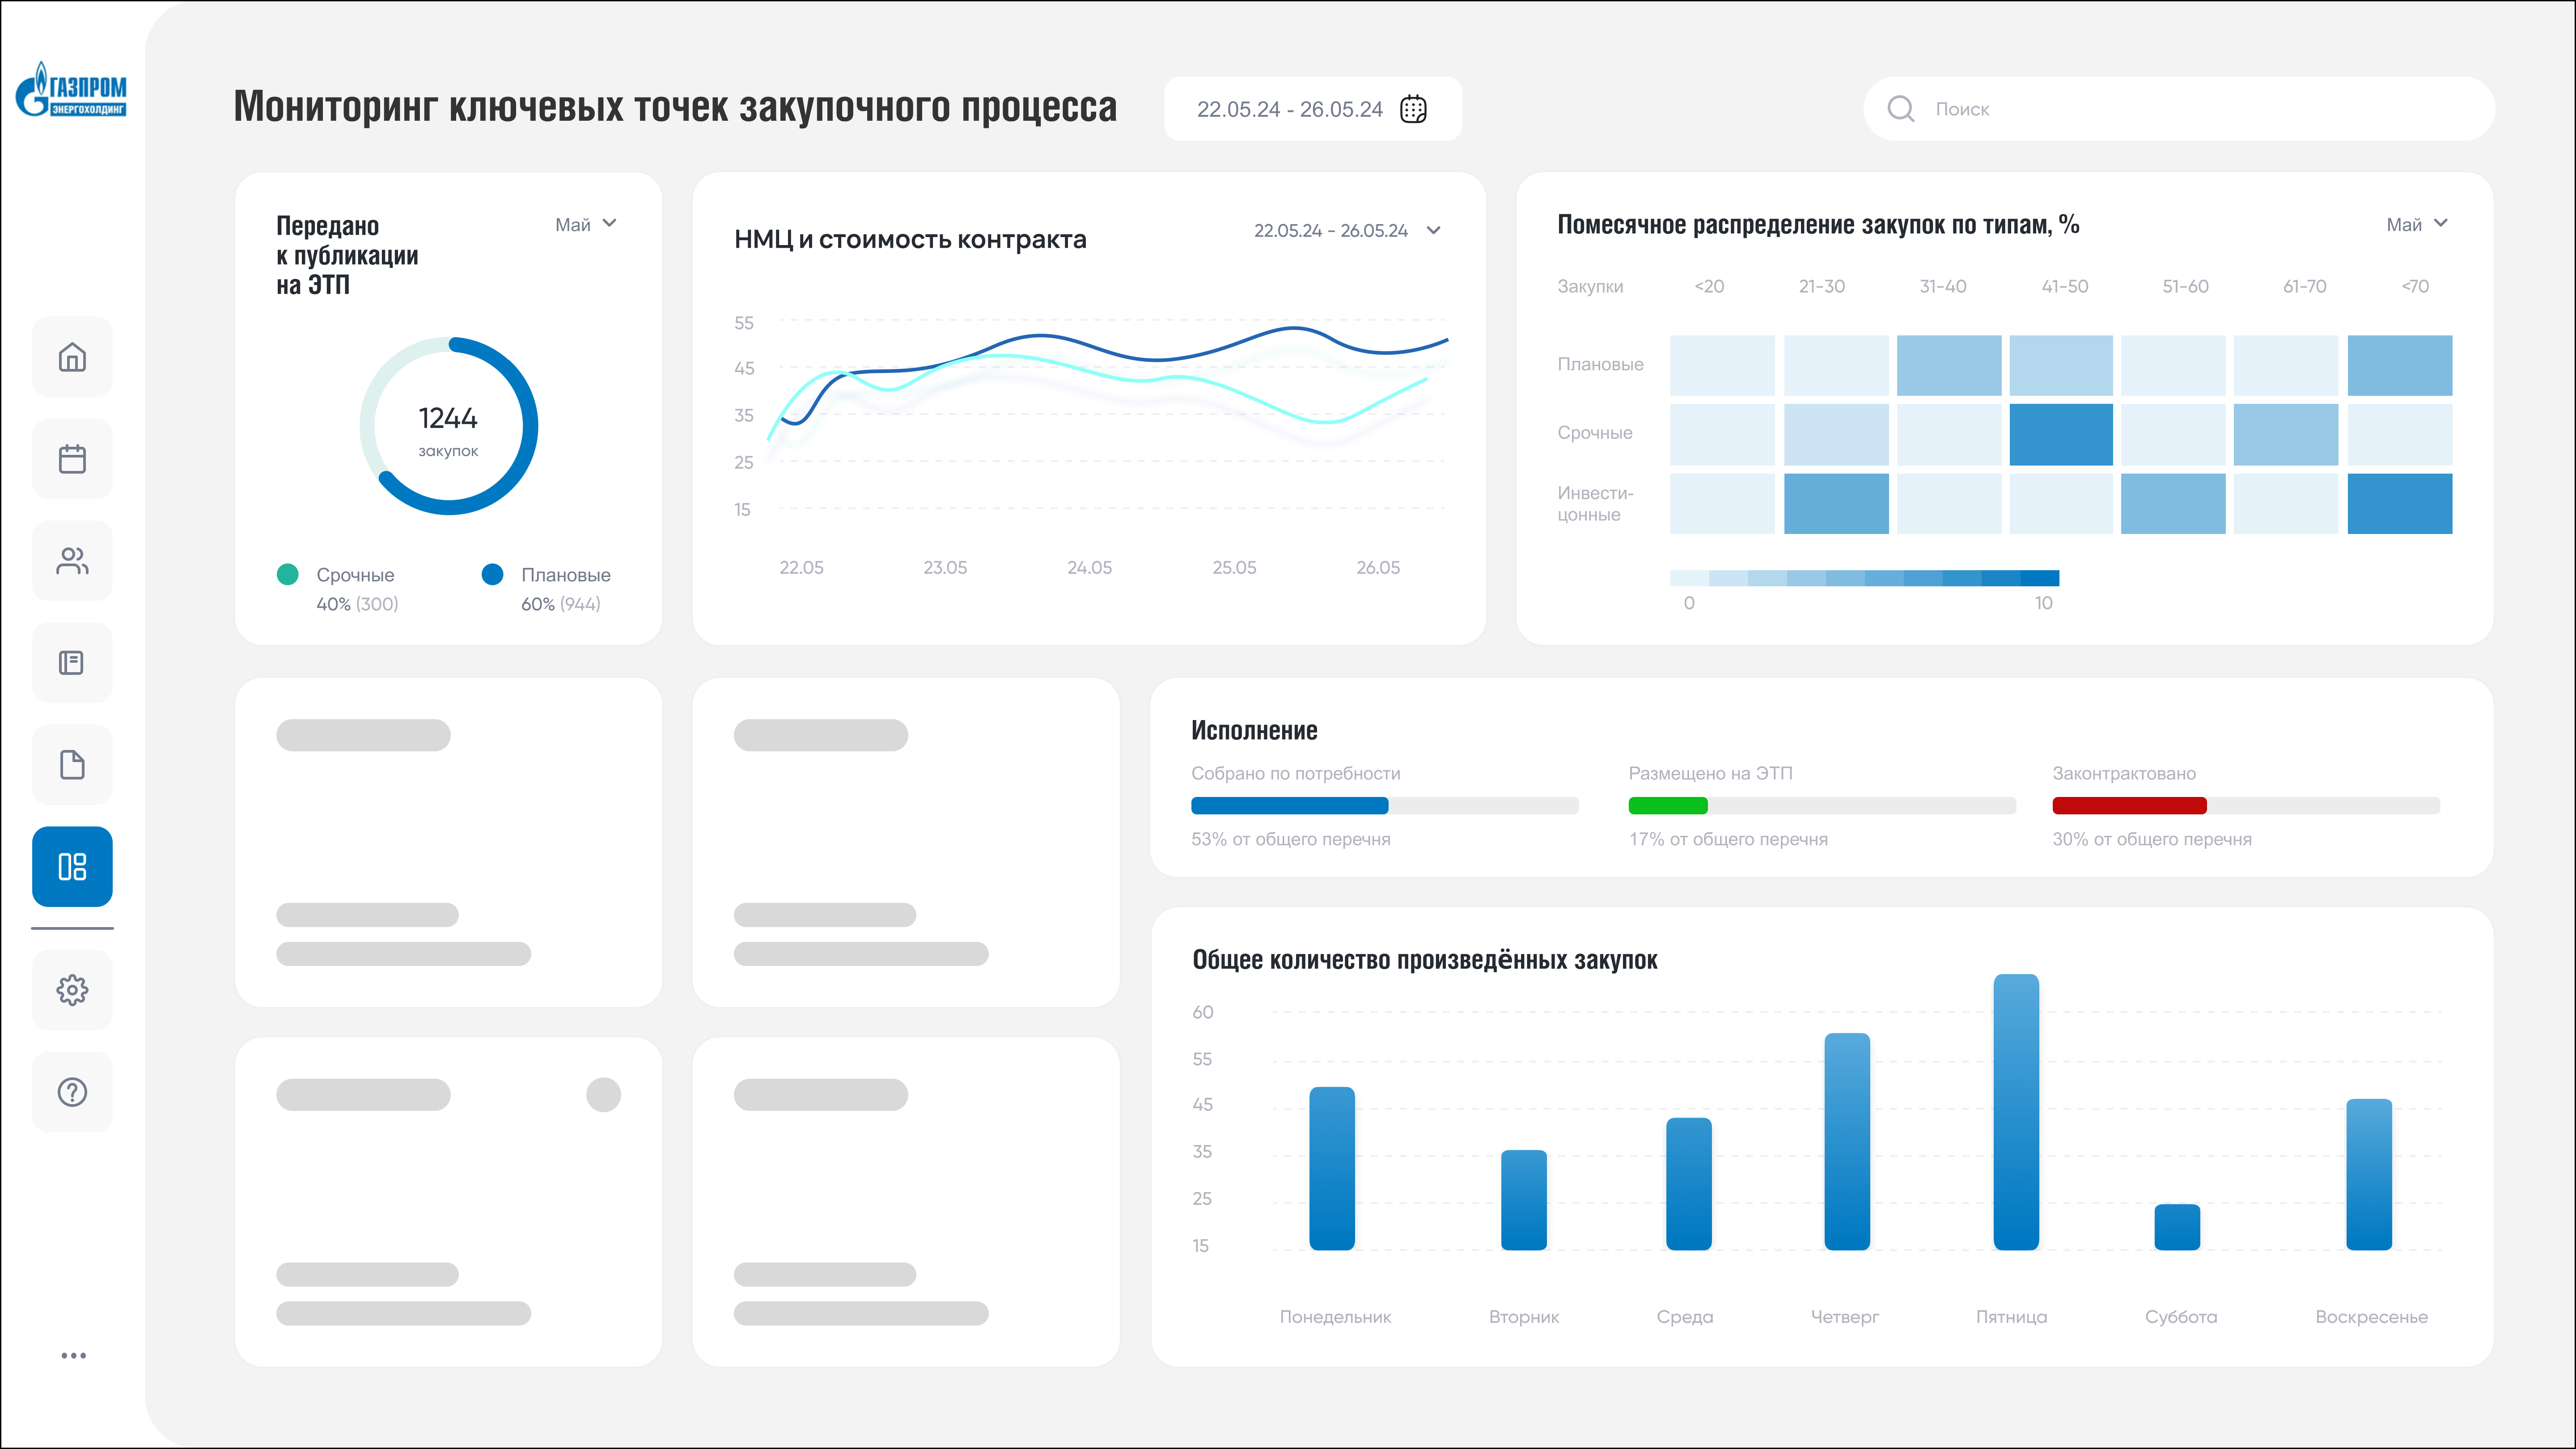 ГАЗПРОМ
ЭНЕРГОХОЛДИНГ
Мониторинг ключевых точек закупочного процесса
22.05.24 - 26.05.24
Поиск
Передано
к публикации
на ЭТП
Май
1244
закупок
Срочные
40% (300)
Плановые
60% (944)
НМЦ и стоимость контракта
22.05.24 - 26.05.24
55
45
35
25
15
22.05 23.05 24.05 25.05 26.05
Помесячное распределение закупок по типам, %
Май
Закупки <20 21-30 31-40 41-50 51-60 61-70 <70
Плановые
Срочные
Инвести-
цонные
0 10
Исполнение
Собрано по потребности
53% от общего перечня
Размещено на ЭТП
17% от общего перечня
Законтрактовано
30% от общего перечня
Общее количество произведённых закупок
60
55
45
35
25
15
Понедельник Вторник Среда Четверг Пятница Суббота Воскресенье